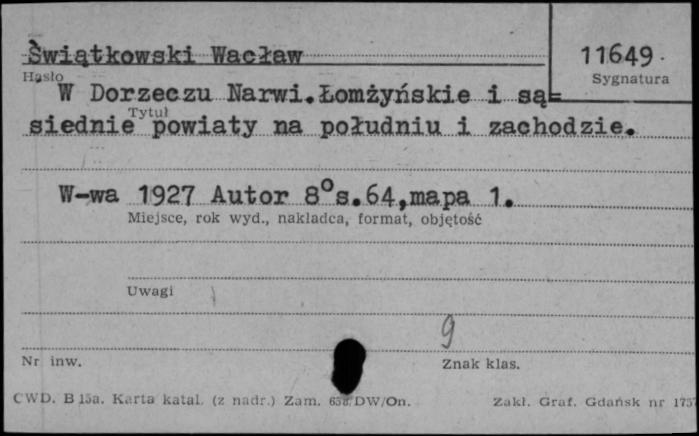 Świątkowski Wacław
11649
Hasło
Sygnatura
W Dorzeczu Narwi.Łomżyńskie i są=
Tytuł
siednie powiaty na południu i zachodzie.
W-wa 1927 Autor 8°s.64,mapa 1.
Miejsce, rok wyd., nakladca, format, objętość
Uwagi
9
Nr inw.
Znak klas.
CWD. B 15a. Karta katal. (z nadr.) Zam. DW/On.
Zakł. Graf. Gdańsk nr